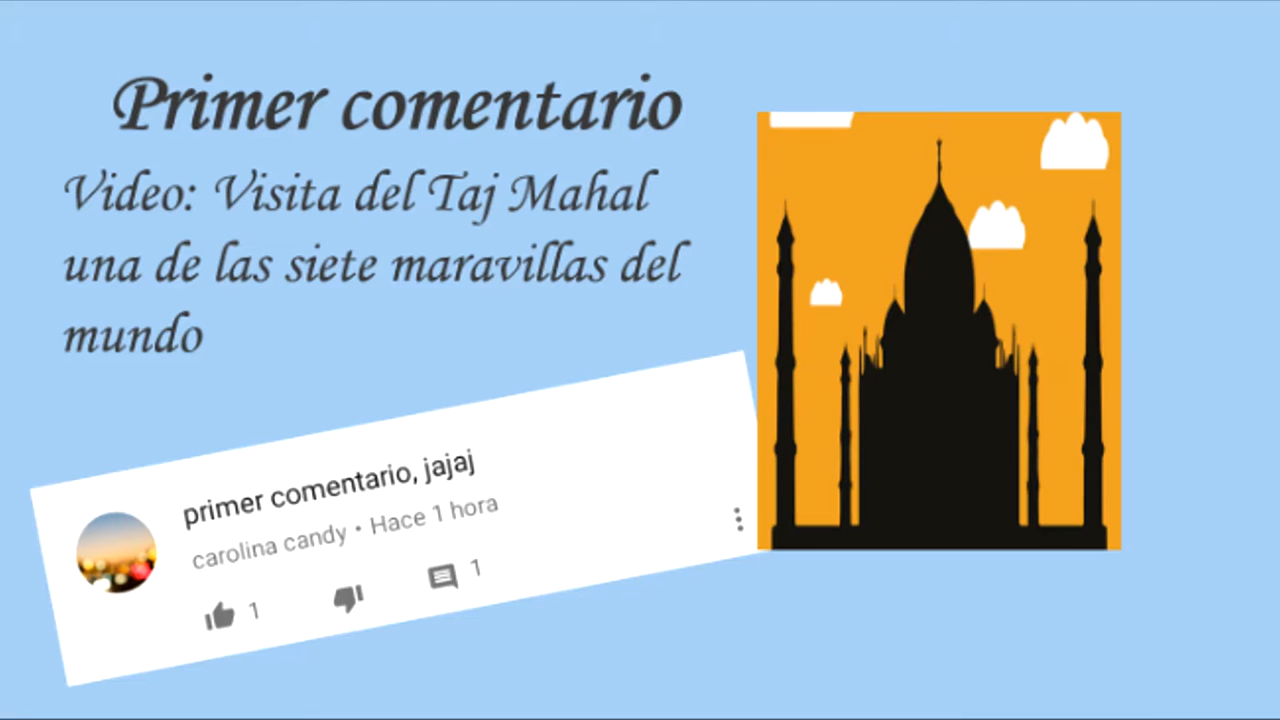 Primer comentario
Video: Visita del Taj Mahal
una de las siete maravillas del
mundo
primer comentario, jajaj
carolina candy • Hace 1 hora
1
1